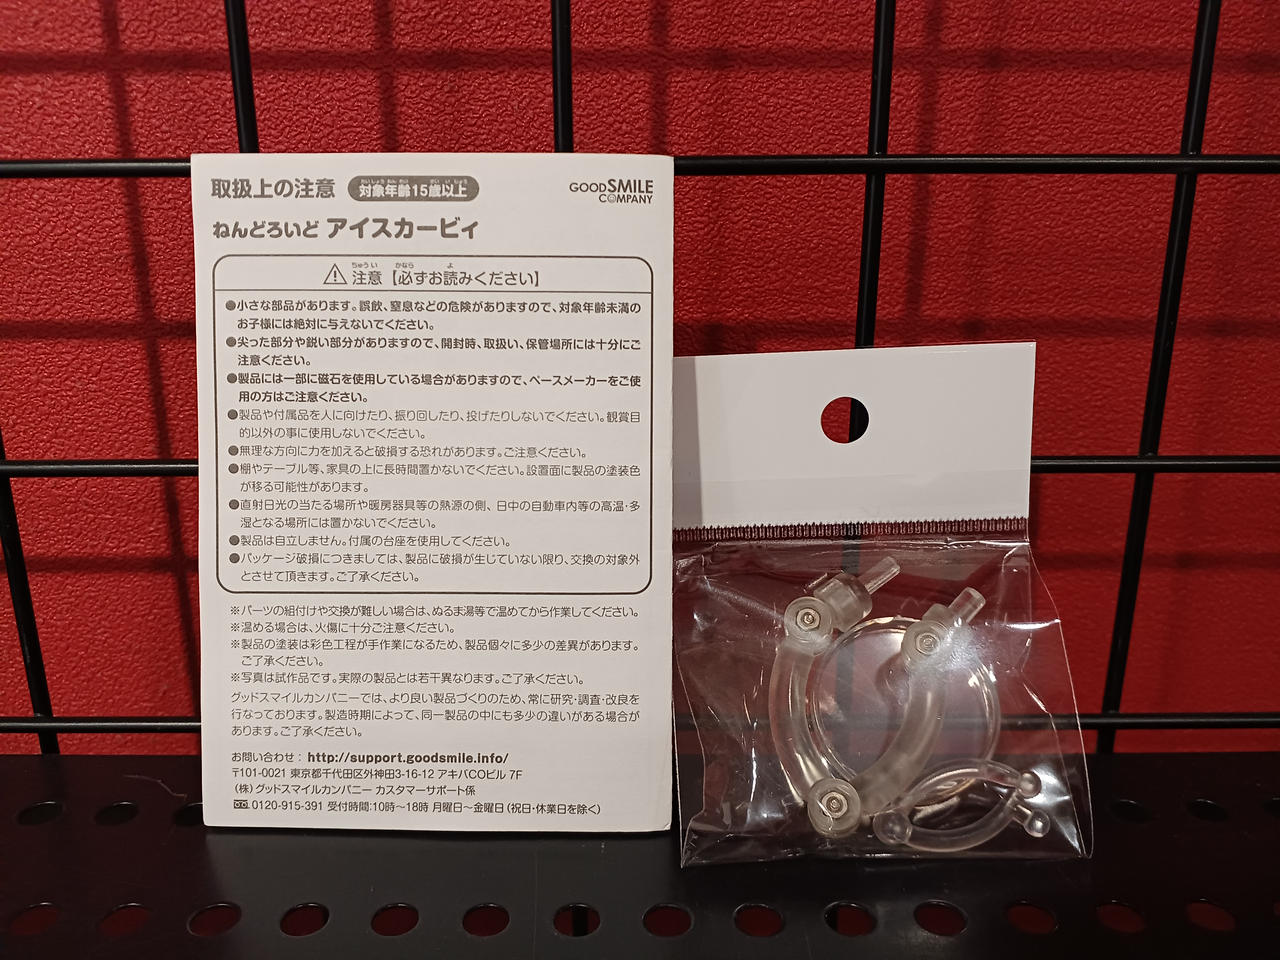 取扱上の注意 対象年齢15歳以上
たいしょうねんれい さいいじょう
GOOD SMILE COMPANY
ねんどろいど アイスカービィ
ちゅうい かなら よ
⚠注意【必ずお読みください】
●小さな部品があります。誤飲、窒息などの危険がありますので、対象年齢未満の
お子様には絶対に与えないでください。
●尖った部分や鋭い部分がありますので、開封時、取扱い、保管場所には十分にご
注意ください。
●製品には一部に磁石を使用している場合がありますので、ペースメーカーをご使
用の方はご注意ください。
●製品や付属品を人に向けたり、振り回したり、投げたりしないでください。観賞目
的以外の事に使用しないでください。
●無理な方向に力を加えると破損する恐れがあります。ご注意ください。
●棚やテーブル等、家具の上に長時間置かないでください。設置面に製品の塗装色
が移る可能性があります。
●直射日光の当たる場所や暖房器具等の熱源の側、日中の自動車内等の高温・多
湿となる場所には置かないでください。
●製品は自立しません。付属の台座を使用してください。
●パッケージ破損につきましては、製品に破損が生じていない限り、交換の対象外
とさせて頂きます。ご了承ください。
※パーツの組付けや交換が難しい場合は、ぬるま湯等で温めてから作業してください。
※温める場合は、火傷に十分ご注意ください。
※製品の塗装は彩色工程が手作業になるため、製品個々に多少の差異があります。
ご了承ください。
※写真は試作品です。実際の製品とは若干異なります。ご了承ください。
グッドスマイルカンパニーでは、より良い製品づくりのため、常に研究・調査・改良を
行なっております。製造時期によって、同一製品の中にも多少の違いがある場合が
あります。ご了承ください。
お問い合わせ： http://support.goodsmile.info/
〒101-0021 東京都千代田区外神田3-16-12 アキバCOビル 7F
（株）グッドスマイルカンパニー カスタマーサポート係
0120-915-391 受付時間：10時～18時 月曜日～金曜日（祝日・休業日を除く）